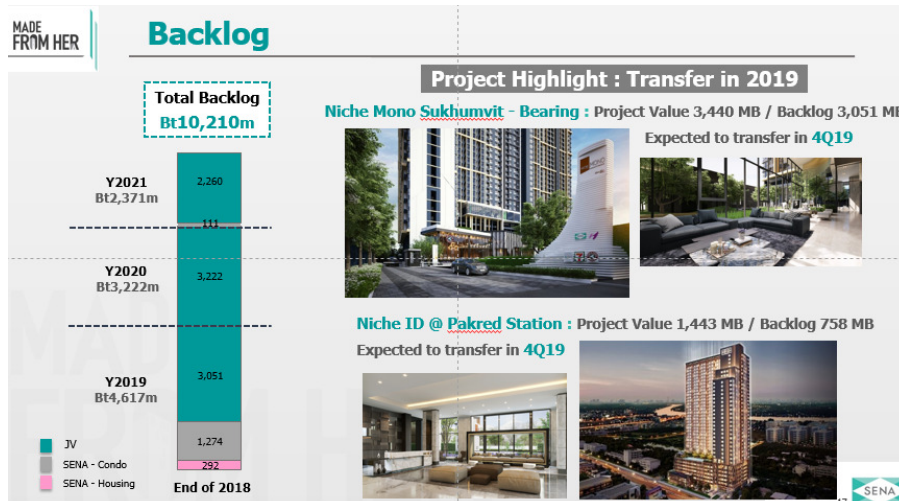 MADE
FROM HER
Backlog
Total Backlog
Bt10,210m
Y2021
Bt2,371m
2,260
111
Y2020
Bt3,222m
3,222
Y2019
Bt4,617m
3,051
1,274
292
End of 2018
JV
SENA - Condo
SENA - Housing
Project Highlight : Transfer in 2019
Niche Mono Sukhumvit - Bearing : Project Value 3,440 MB / Backlog 3,051 MB
Expected to transfer in 4Q19
MONO
Niche ID @ Pakred Station : Project Value 1,443 MB / Backlog 758 MB
Expected to transfer in 4Q19
SENA